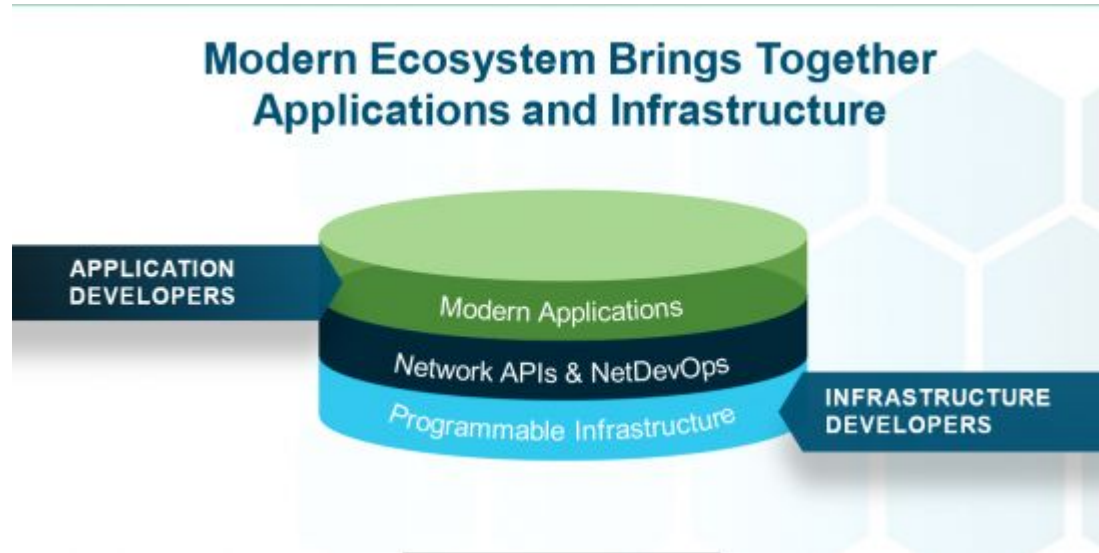 Modern Ecosystem Brings Together
Applications and Infrastructure
APPLICATION
DEVELOPERS
Modern Applications
Network APIs & NetDevOps
Programmable Infrastructure
INFRASTRUCTURE
DEVELOPERS